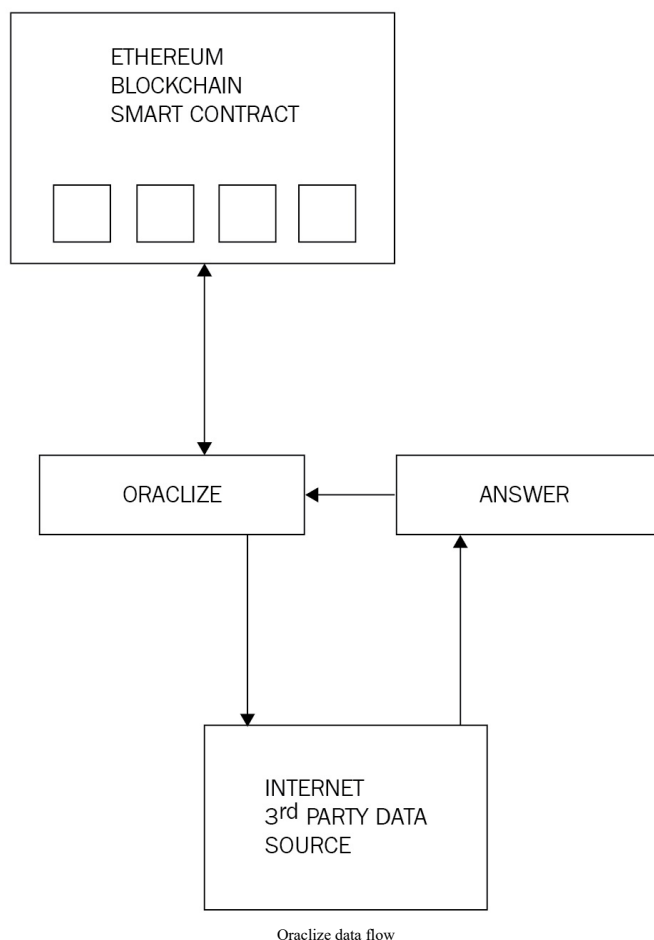 ETHEREUM
BLOCKCHAIN
SMART CONTRACT
ORACLIZE
ANSWER
INTERNET
3rd PARTY DATA
SOURCE
Oraclize data flow